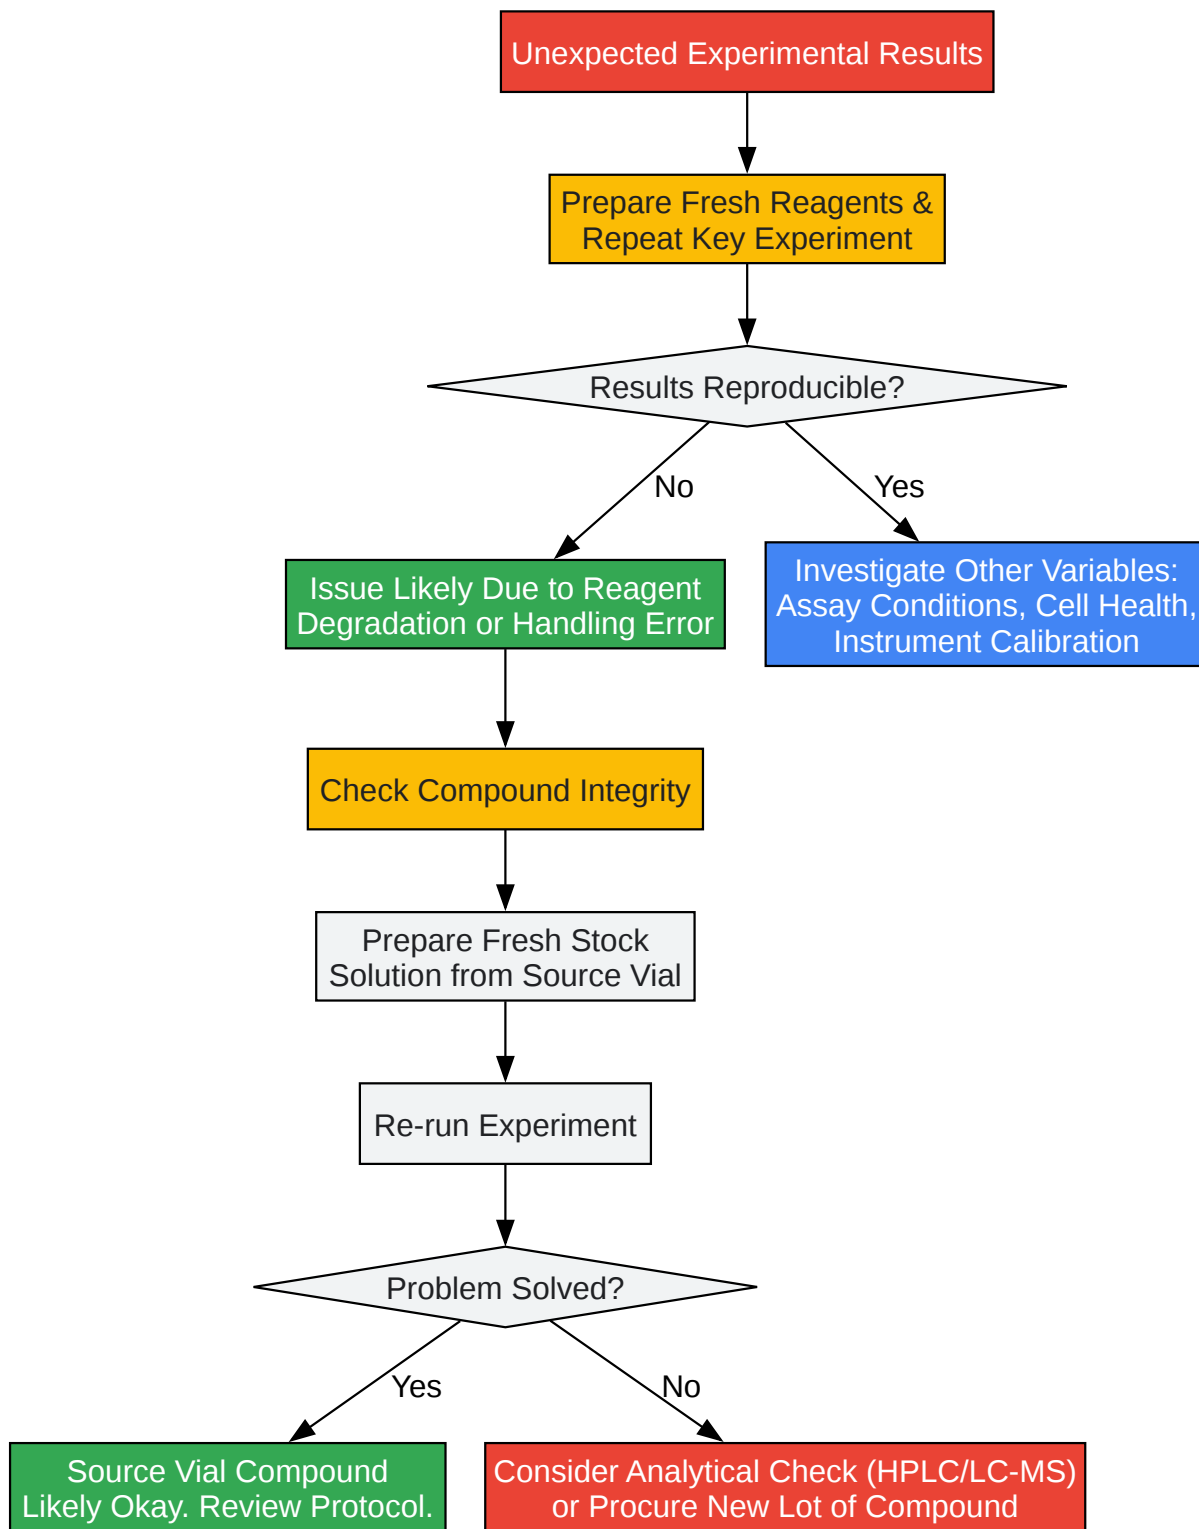 Unexpected Experimental Results
Prepare Fresh Reagents &
Repeat Key Experiment
Results Reproducible?
No
Yes
Issue Likely Due to Reagent
Degradation or Handling Error
Investigate Other Variables:
Assay Conditions, Cell Health,
Instrument Calibration
Check Compound Integrity
Prepare Fresh Stock
Solution from Source Vial
Re-run Experiment
Problem Solved?
Yes
No
Source Vial Compound
Likely Okay. Review Protocol.
Consider Analytical Check (HPLC/LC-MS)
or Procure New Lot of Compound